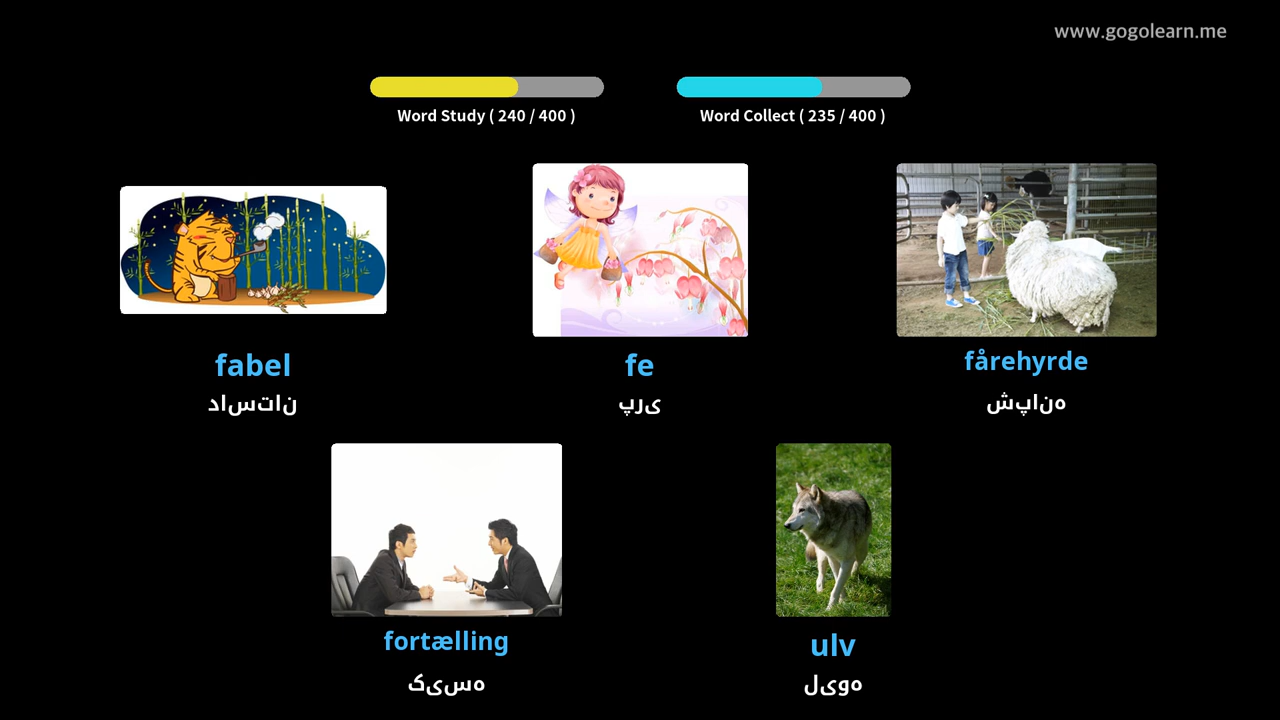 www.gogolearn.me
Word Study ( 240 / 400 )
Word Collect ( 235 / 400 )
fabel
fe
fårehyrde
ناتساد
یرپ
هناپش
fortælling
ulv
هسیک
هویل